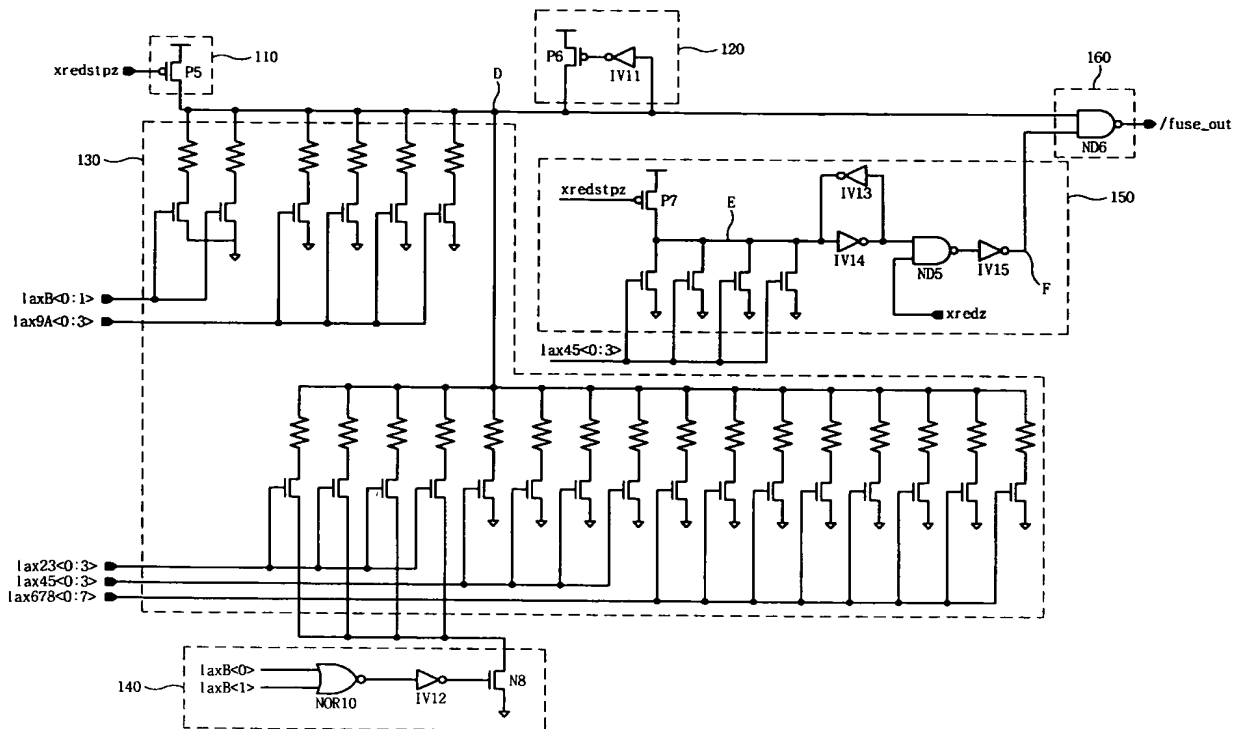 110
xredstpz
P5
D
P6
IV11
120
160
ND6
/fuse_out
130
xredstpz
P7
E
IV13
IV14
ND5
IV15
F
150
xredz
laxB<0:1>
lax9A<0:3>
lax45<0:3>
lax23<0:3>
lax45<0:3>
lax678<0:7>
140
laxB<0>
laxB<1>
NOR10
IV12
N8